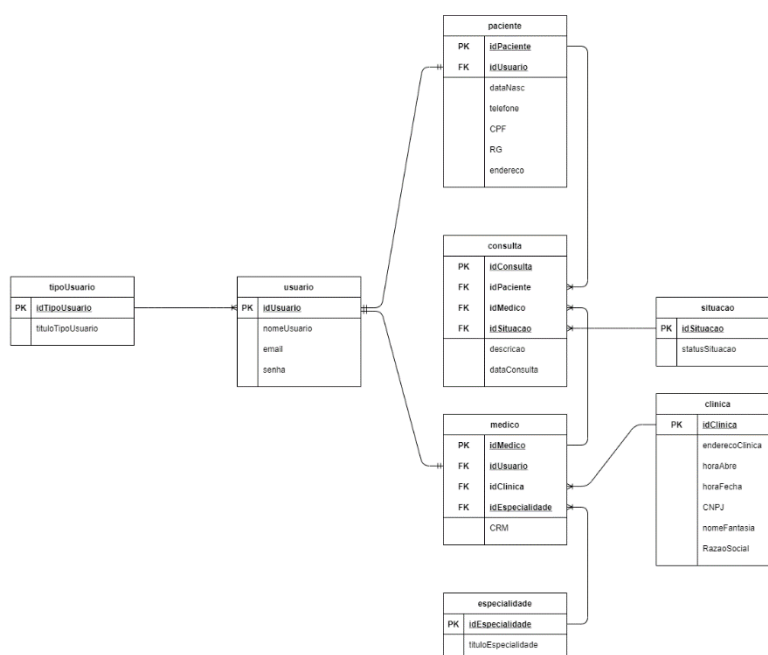 paciente
PK idPaciente
FK idUsuario
dataNasc
telefone
CPF
RG
endereco
consulta
PK idConsulta
FK idPaciente
FK idMedico
FK idSituacao
descricao
dataConsulta
tipoUsuario
PK idTipoUsuario
tituloTipoUsuario
usuario
PK idUsuario
nomeUsuario
email
senha
situacao
PK idSituacao
statusSituacao
clinica
PK idClinica
enderecoClinica
horaAbre
horaFecha
CNPJ
nomeFantasia
RazaoSocial
medico
PK idMedico
FK idUsuario
FK idClinica
FK idEspecialidade
CRM
especialidade
PK idEspecialidade
tituloEspecialidade